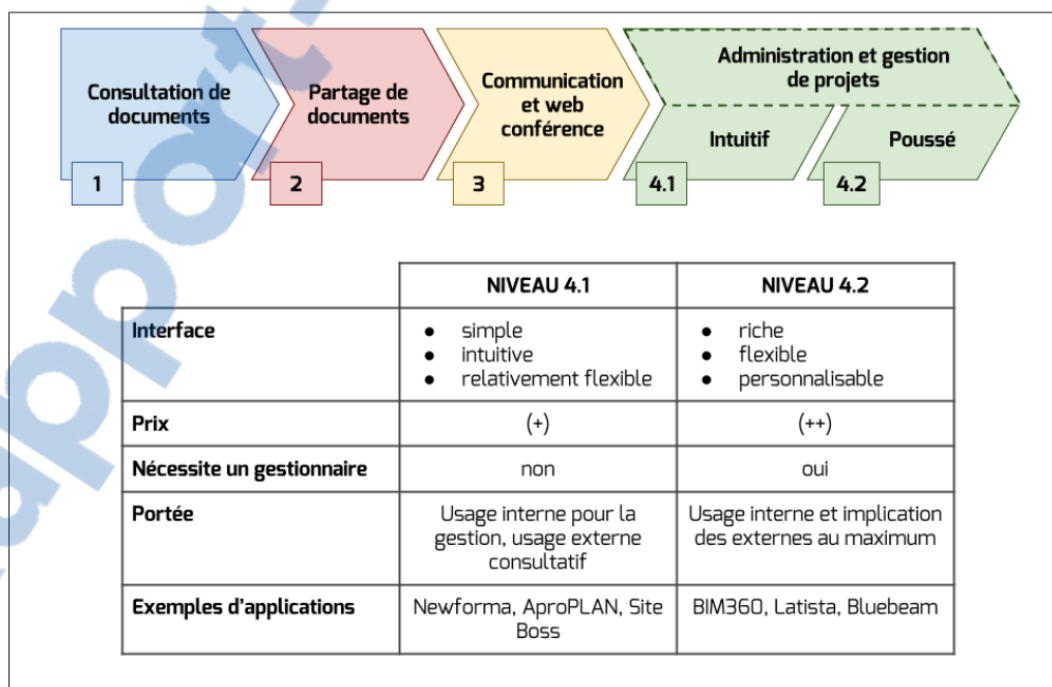 Consultation de
documents
1
Partage de
documents
2
Communication
et web
conférence
3
Administration et gestion
de projets
Intuitif
4.1
Poussé
4.2
NIVEAU 4.1
NIVEAU 4.2
Interface
● simple
● intuitive
● relativement flexible
● riche
● flexible
● personnalisable
Prix
(+)
(++)
Nécessite un gestionnaire
non
oui
Portée
Usage interne pour la
gestion, usage externe
consultatif
Usage interne et implication
des externes au maximum
Exemples d'applications
Newforma, AproPLAN, Site
Boss
BIM360, Latista, Bluebeam